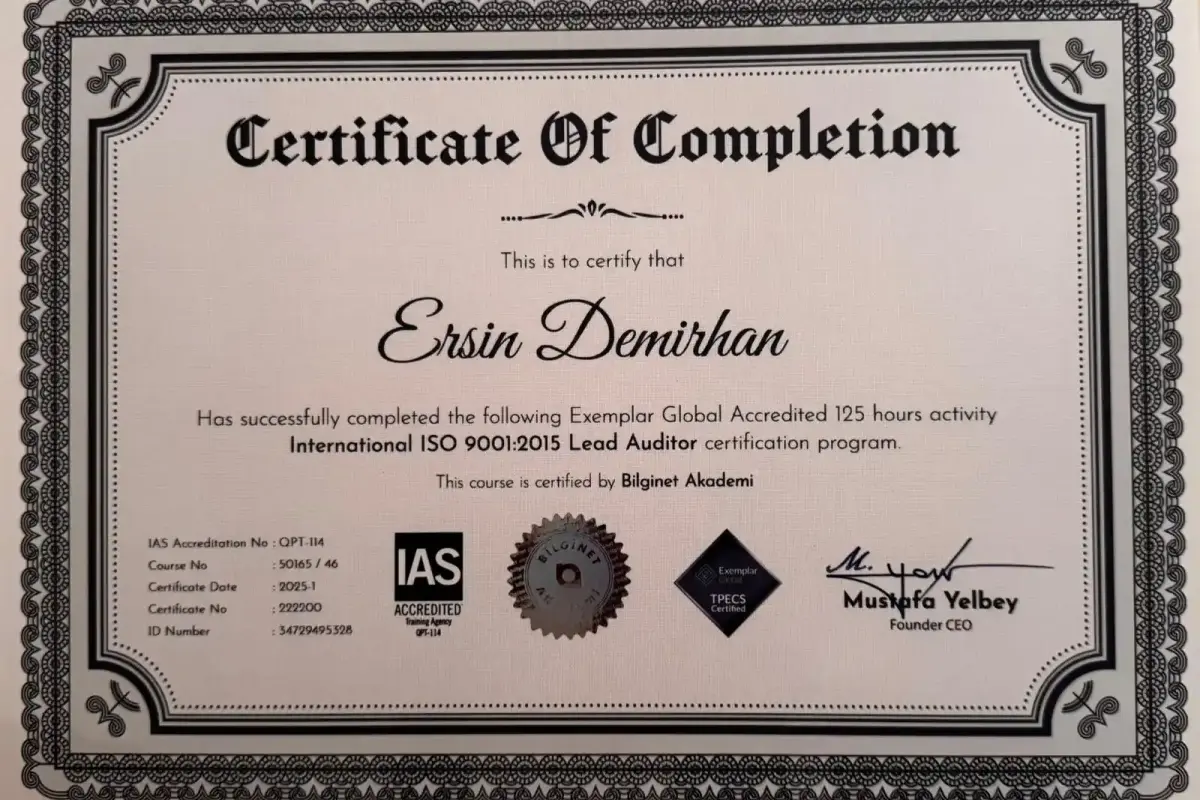 Certificate Of Completion
This is to certify that
Ersin Demirhan
Has successfully completed the following Exemplar Global Accredited 125 hours activity
International ISO 9001:2015 Lead Auditor certification program.
This course is certified by Bilginet Akademi
IAS Accreditation No : QPT-114
Course No : 50165 / 46
Certificate Date : 2025-1
Certificate No : 222200
ID Number : 34729495328
IAS
ACCREDITED
Training Agency
QPT-114
BILGINET
Exemplar
Global
TPECS
Certified
M.
Mustafa Yelbey
Founder CEO